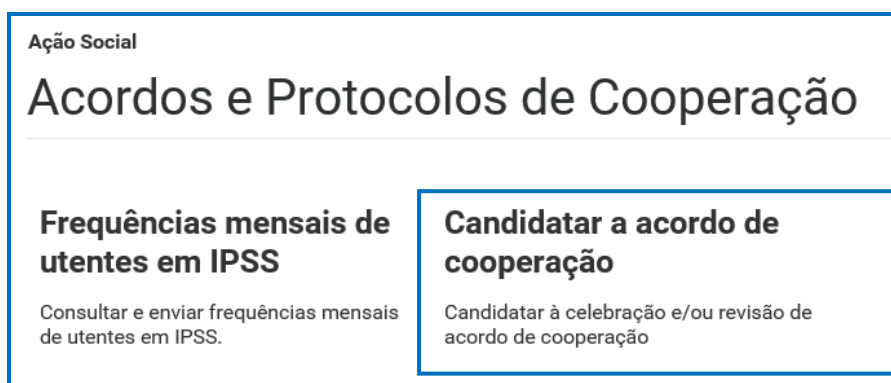 Ação Social
Acordos e Protocolos de Cooperação
Frequências mensais de
utentes em IPSS
Consultar e enviar frequências mensais
de utentes em IPSS.
Candidatar a acordo de
cooperação
Candidatar à celebração e/ou revisão de
acordo de cooperação